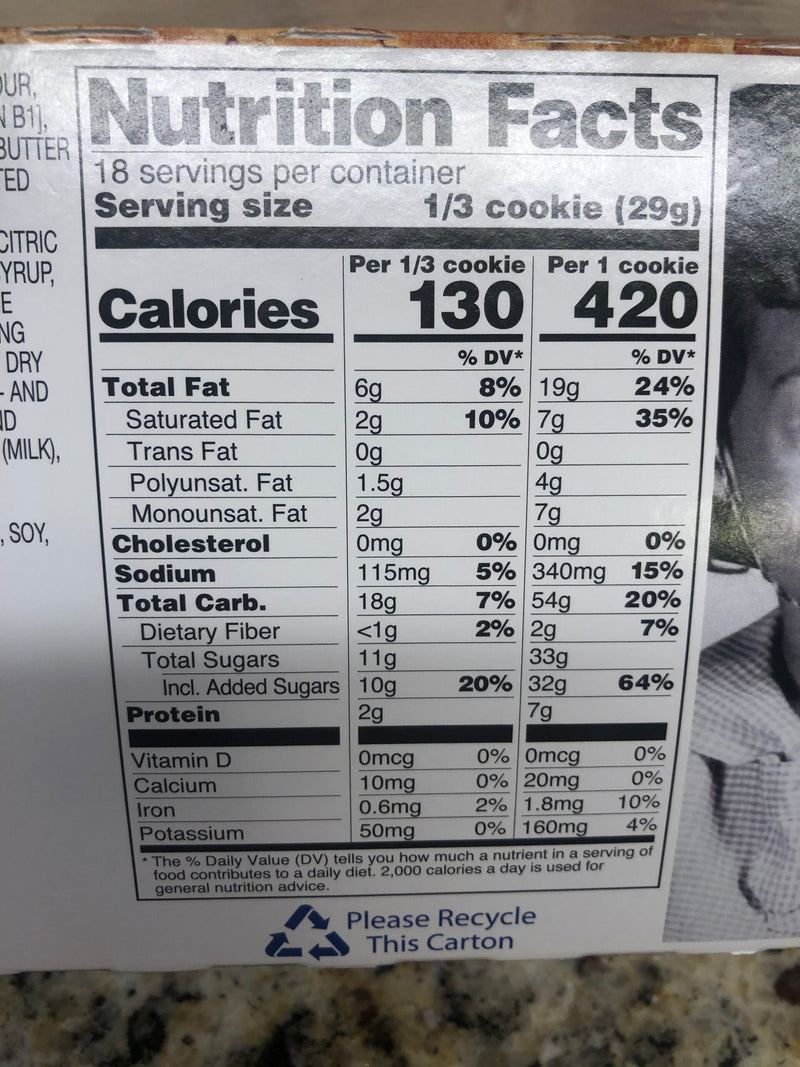 OUR,
N B1],
BUTTER
TED
CITRIC
SYRUP,
E
NG
DRY
- AND
ND
(MILK),
, SOY,
Nutrition Facts
18 servings per container
Serving size 1/3 cookie (29g)
Per 1/3 cookie Per 1 cookie
Calories 130 420
% DV* % DV*
Total Fat 6g 8% 19g 24%
Saturated Fat 2g 10% 7g 35%
Trans Fat 0g 0g
Polyunsat. Fat 1.5g 4g
Monounsat. Fat 2g 7g
Cholesterol 0mg 0% 0mg 0%
Sodium 115mg 5% 340mg 15%
Total Carb. 18g 7% 54g 20%
Dietary Fiber <1g 2% 2g 7%
Total Sugars 11g 33g
Incl. Added Sugars 10g 20% 32g 64%
Protein 2g 7g
Vitamin D 0mcg 0% 0mcg 0%
Calcium 10mg 0% 20mg 0%
Iron 0.6mg 2% 1.8mg 10%
Potassium 50mg 0% 160mg 4%
* The % Daily Value (DV) tells you how much a nutrient in a serving of
food contributes to a daily diet. 2,000 calories a day is used for
general nutrition advice.
Please Recycle
This Carton